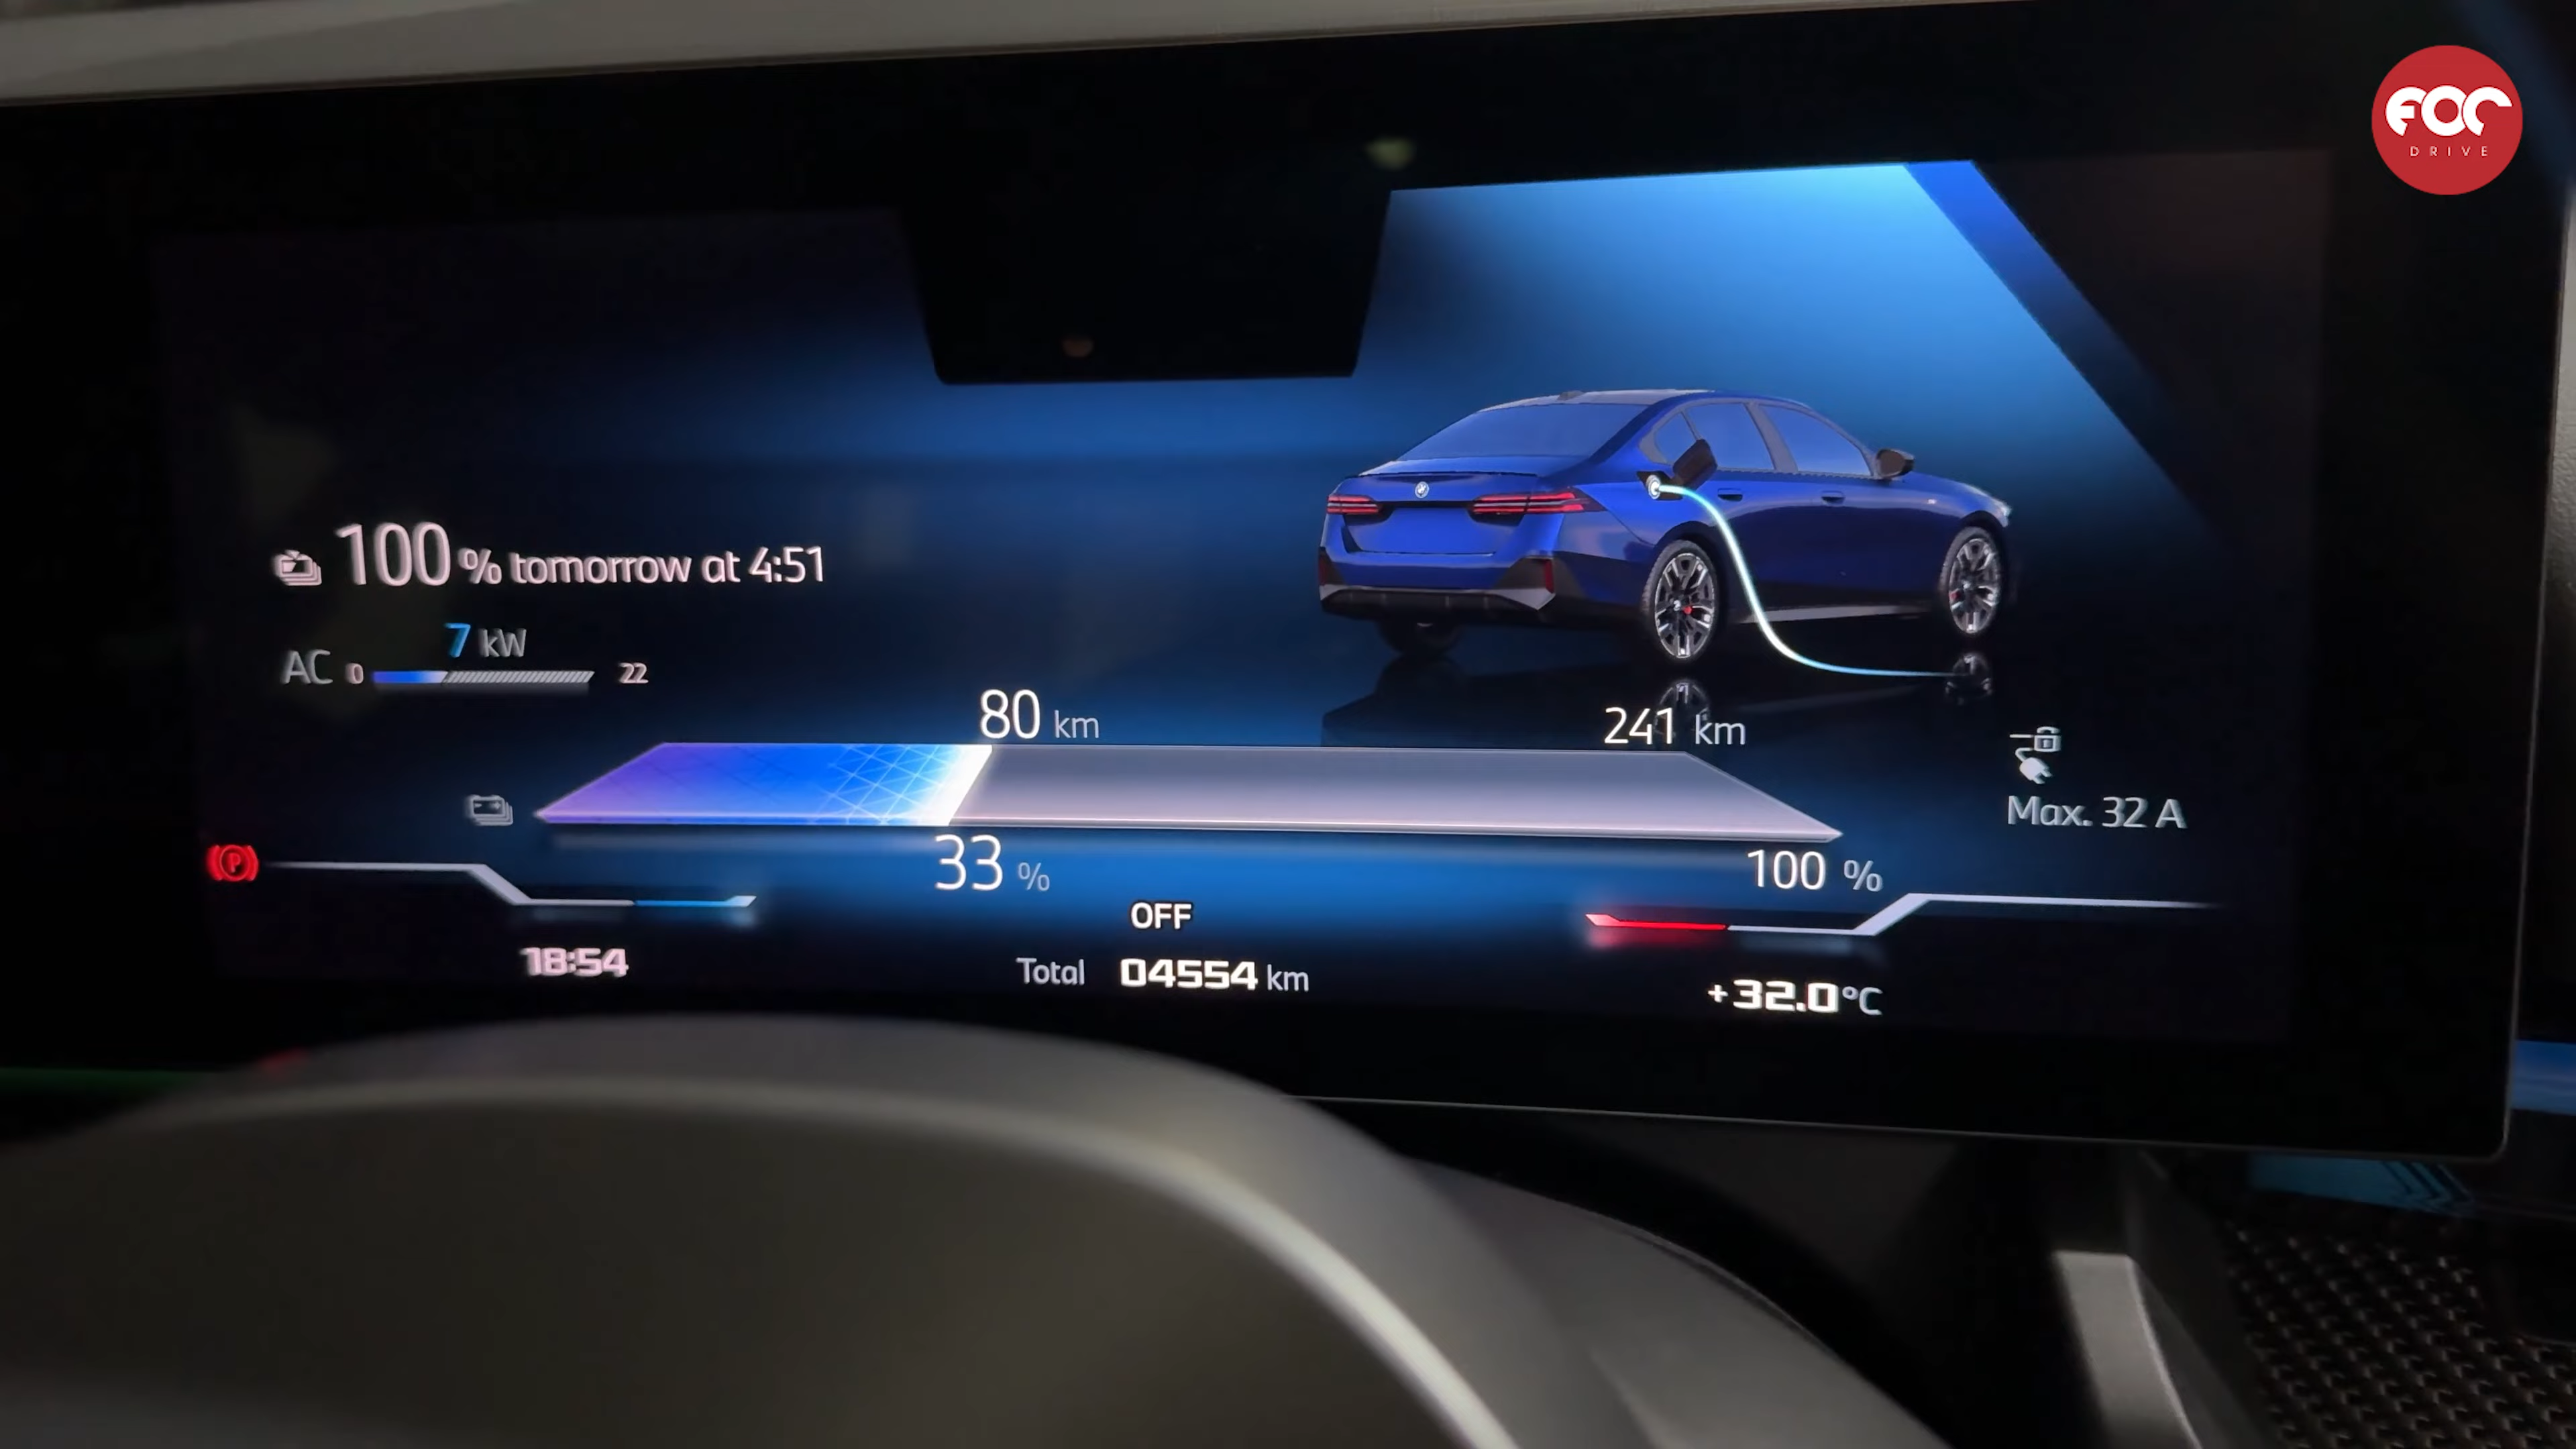 FOC
DRIVE
100 % tomorrow at 4:51
7 kW
AC 0 22
80 km
241 km
Max. 32 A
33 %
100 %
OFF
18:54
Total 04554 km
+32.0°C